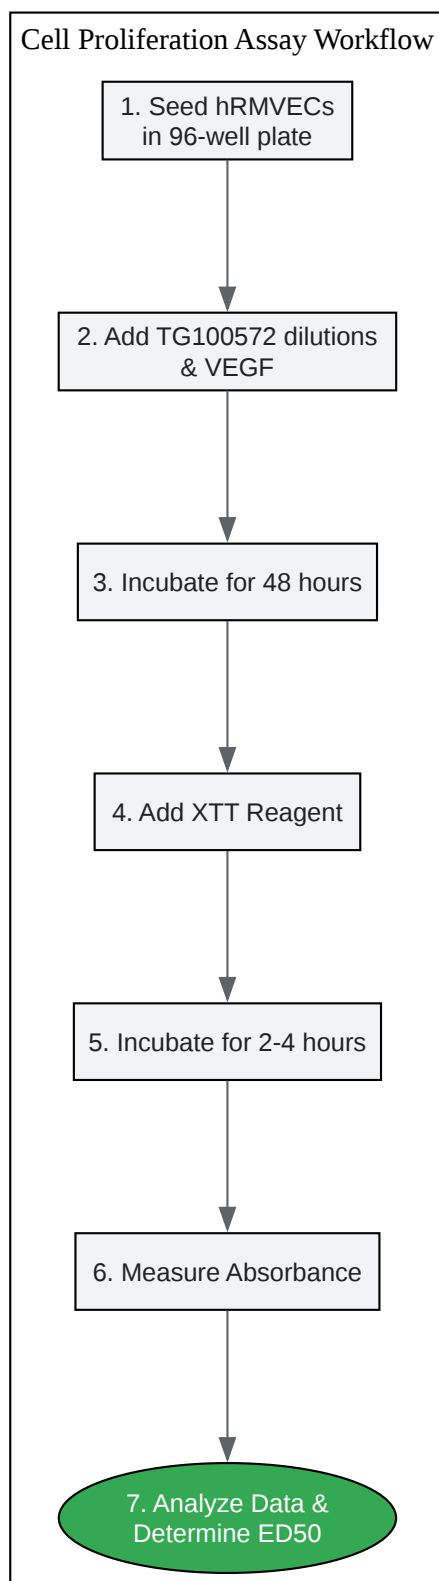 Cell Proliferation Assay Workflow
1. Seed hRMVECs
in 96-well plate
2. Add TG100572 dilutions
& VEGF
3. Incubate for 48 hours
4. Add XTT Reagent
5. Incubate for 2-4 hours
6. Measure Absorbance
7. Analyze Data &
Determine ED50